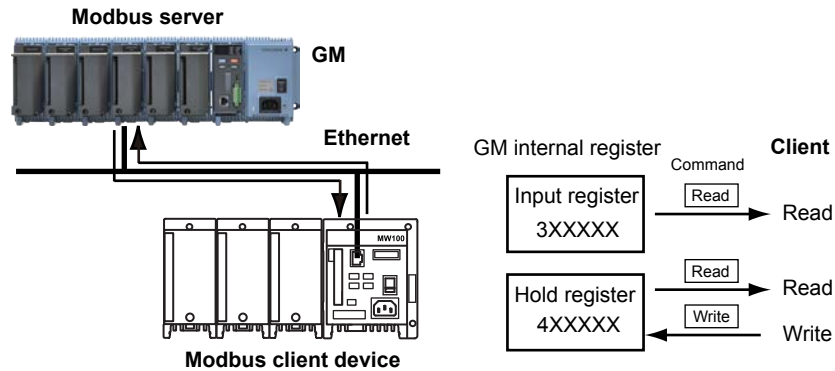 Modbus server
GM
Ethernet
MW100
Modbus client device
GM internal register
Command
Client
Input register
3XXXXX
Read
Read
Hold register
4XXXXX
Read
Read
Write
Write